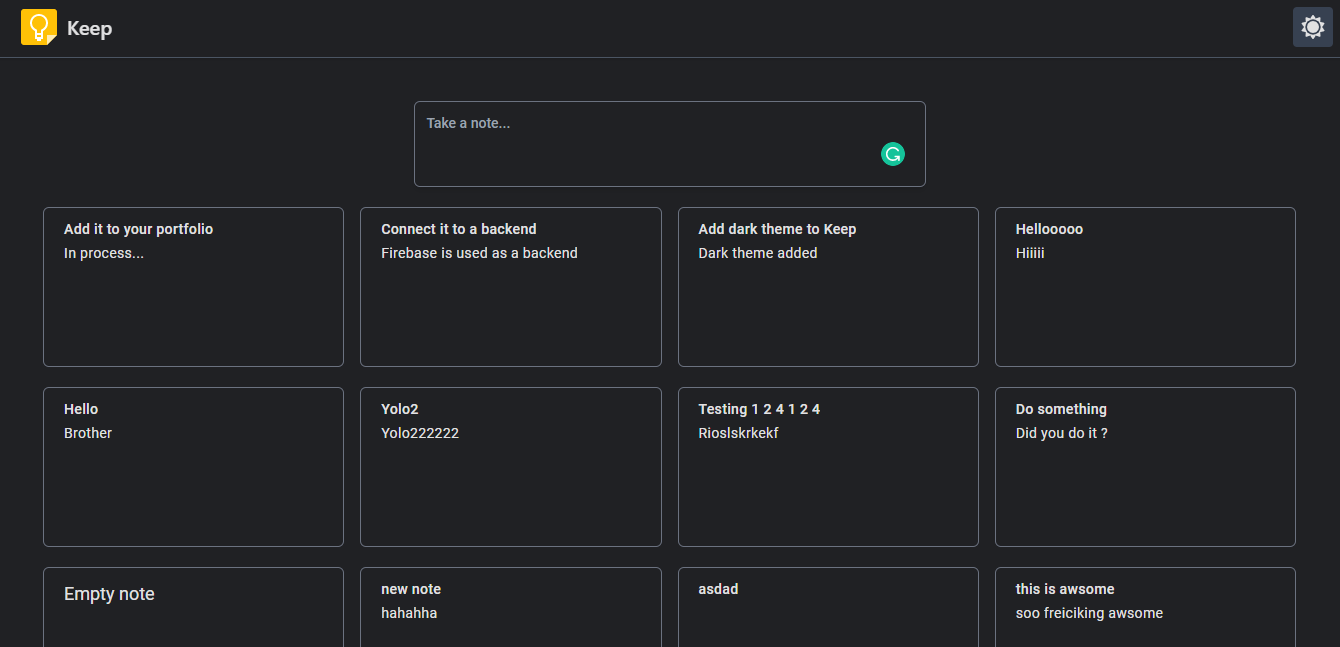 Keep
Take a note...
Add it to your portfolio
In process...
Connect it to a backend
Firebase is used as a backend
Add dark theme to Keep
Dark theme added
Hellooooo
Hiiiii
Hello
Brother
Yolo2
Yolo222222
Testing 1 2 4 1 2 4
Rioslskrkekf
Do something
Did you do it ?
Empty note
new note
hahahha
asdad
this is awsome
soo freiciking awsome